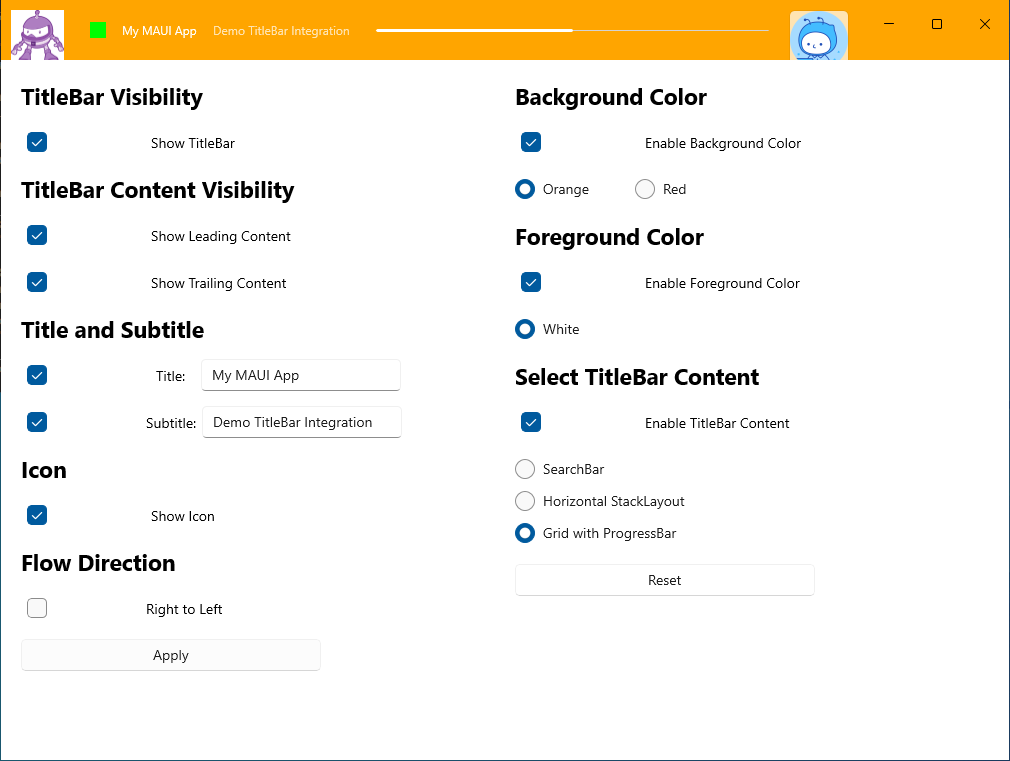 My MAUI App Demo TitleBar Integration
TitleBar Visibility
Show TitleBar
TitleBar Content Visibility
Show Leading Content
Show Trailing Content
Title and Subtitle
Title: My MAUI App
Subtitle: Demo TitleBar Integration
Icon
Show Icon
Flow Direction
Right to Left
Apply
Background Color
Enable Background Color
Orange Red
Foreground Color
Enable Foreground Color
White
Select TitleBar Content
Enable TitleBar Content
SearchBar
Horizontal StackLayout
Grid with ProgressBar
Reset